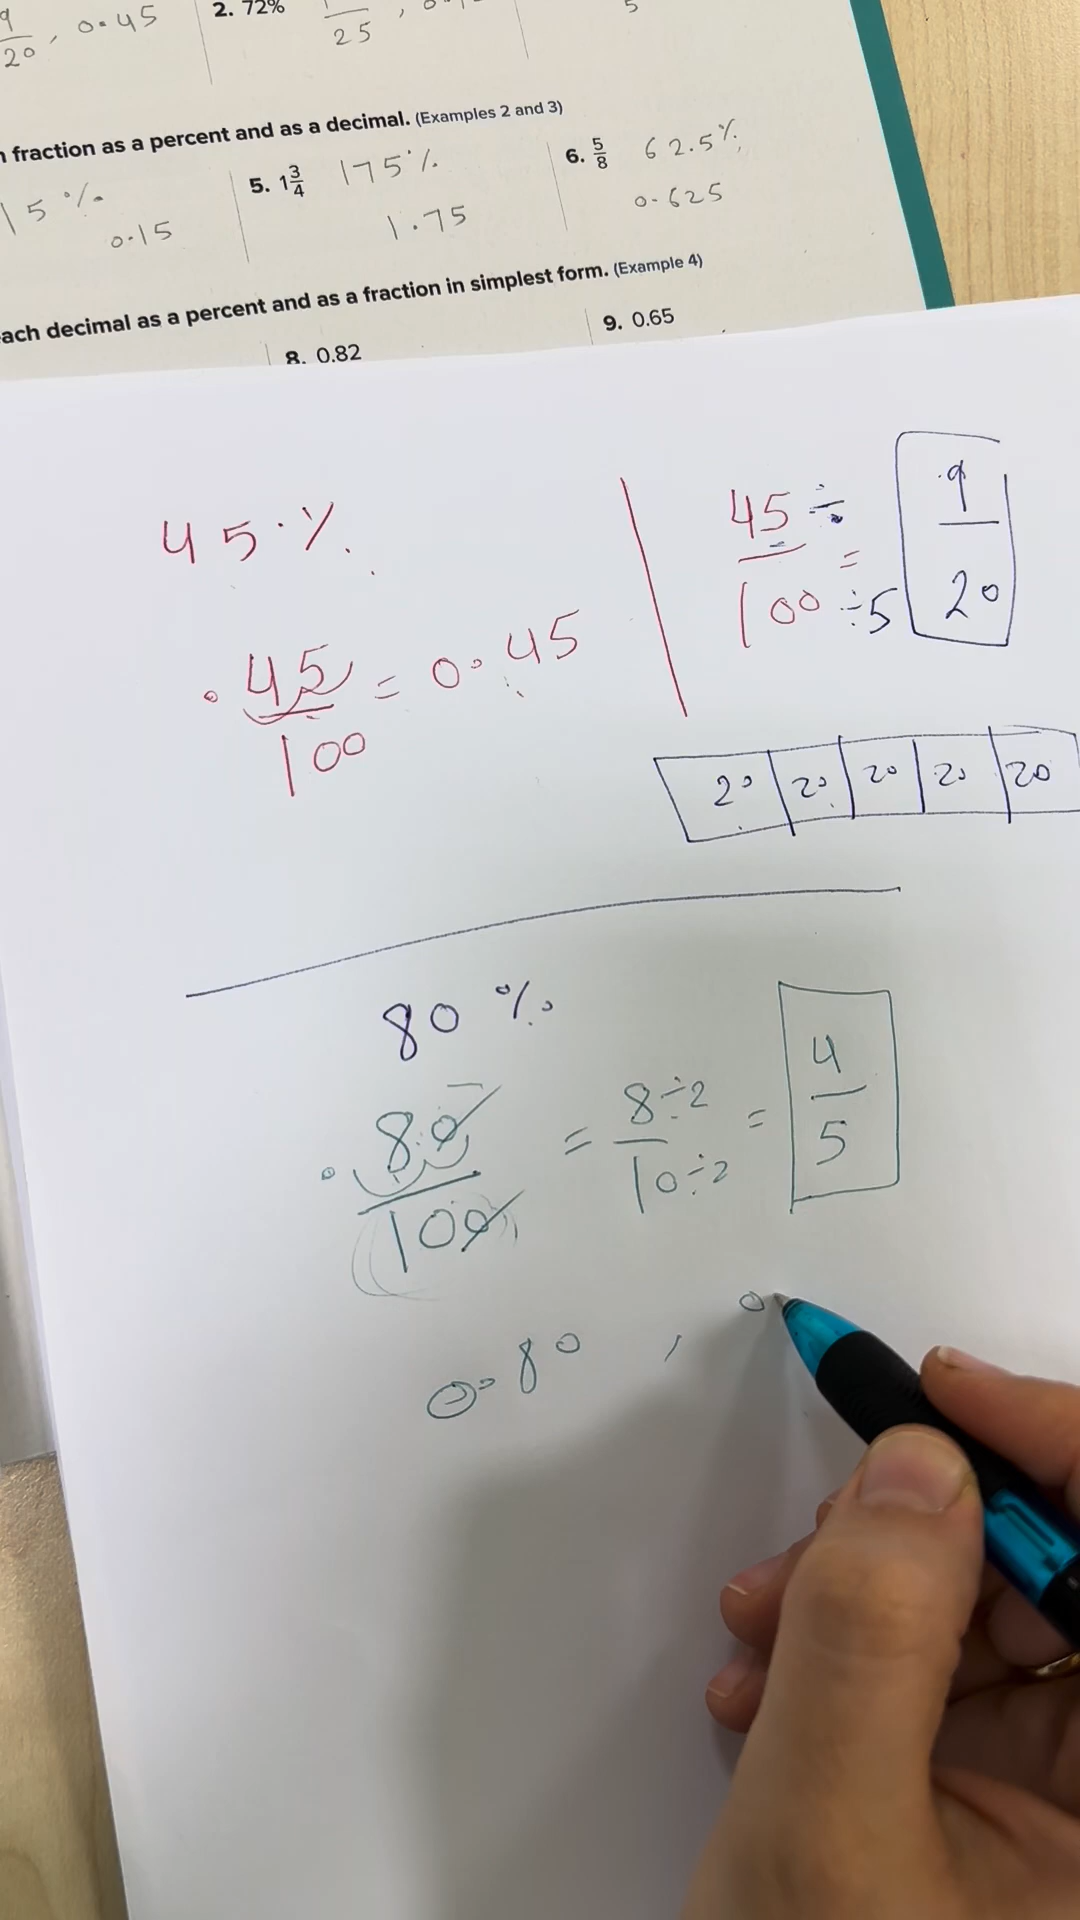 9/20 , 0.45
2. 72%
25 ,
5
fraction as a percent and as a decimal. (Examples 2 and 3)
15%
0.15
5. 1 3/4 175%
1.75
6. 5/8 62.5%
0.625
ach decimal as a percent and as a fraction in simplest form. (Example 4)
8. 0.82
9. 0.65
45%
45/100 = 0.45
45 ÷
100 ÷5
=
9/20
20 20 20 20 20
80%
80/100 = 8÷2/10÷2 = 4/5
0.80 , 0